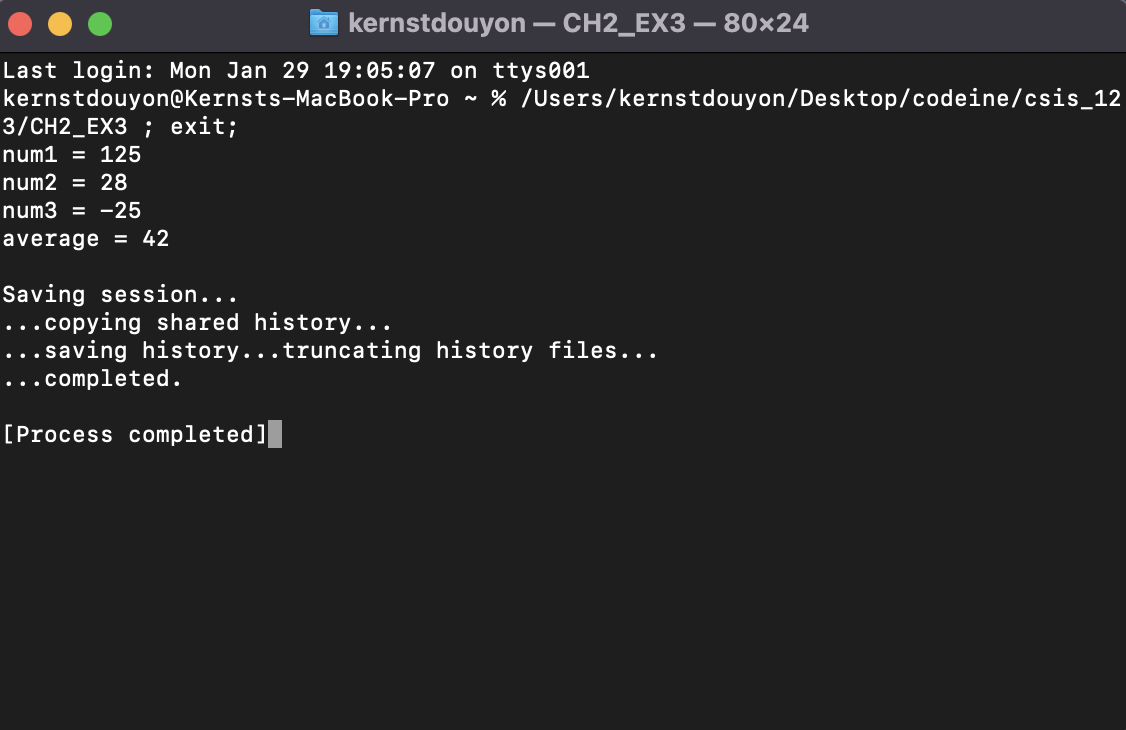 kernstdouyon — CH2_EX3 — 80×24
Last login: Mon Jan 29 19:05:07 on ttys001
kernstdouyon@Kernsts-MacBook-Pro ~ % /Users/kernstdouyon/Desktop/codeine/csis_12
3/CH2_EX3 ; exit;
num1 = 125
num2 = 28
num3 = -25
average = 42

Saving session...
...copying shared history...
...saving history...truncating history files...
...completed.

[Process completed]